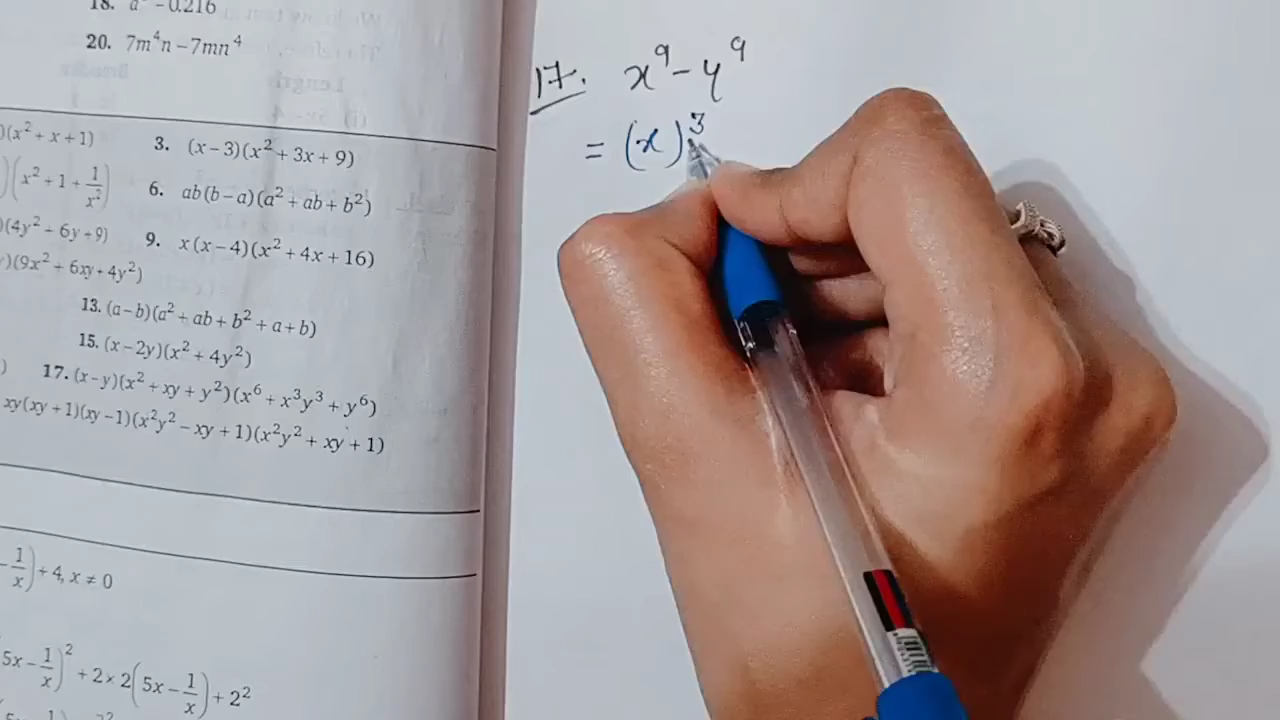 18. a³ – 0.216
20. 7m⁴n – 7mn⁴
)(x² + x + 1)
3. (x – 3)(x² + 3x + 9)
)(x² + 1 + 1/x²)
6. ab(b – a)(a² + ab + b²)
)(4y² + 6y + 9)
9. x(x – 4)(x² + 4x + 16)
)(9x² + 6xy + 4y²)
13. (a – b)(a² + ab + b² + a + b)
15. (x – 2y)(x² + 4y²)
) 17. (x – y)(x² + xy + y²)(x⁶ + x³y³ + y⁶)
xy(xy + 1)(xy – 1)(x²y² – xy + 1)(x²y² + xy + 1)
– 1/x) + 4, x ≠ 0
5x – 1/x)² + 2 × 2(5x – 1/x) + 2²
17. x⁹ – y⁹
= (x)³